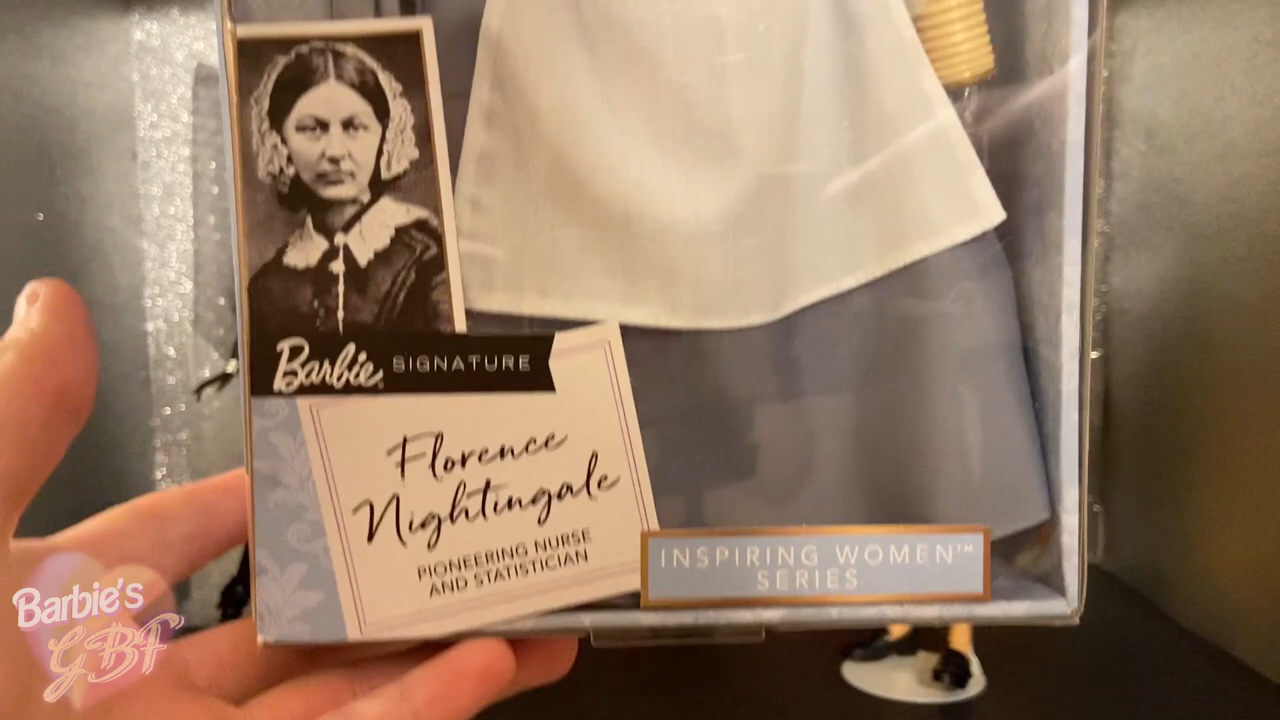 Barbie SIGNATURE
Florence
Nightingale
PIONEERING NURSE
AND STATISTICIAN
INSPIRING WOMEN™
SERIES
Barbie's
GBF